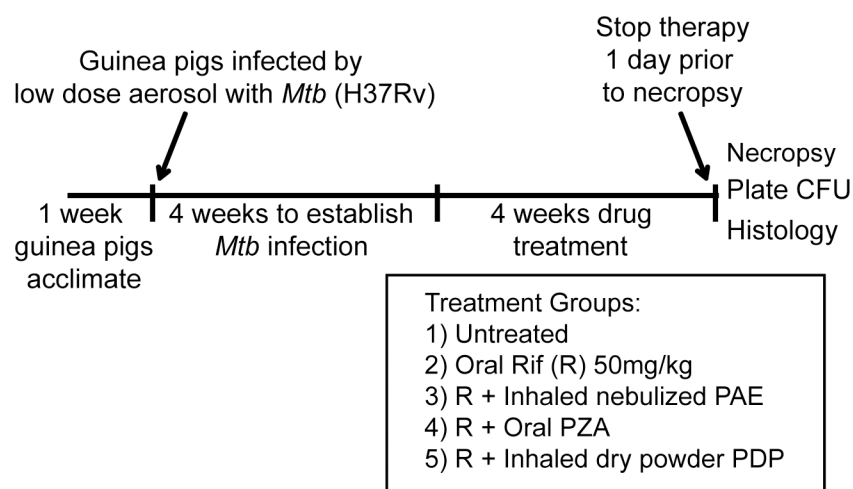 Guinea pigs infected by
low dose aerosol with Mtb (H37Rv)
Stop therapy
1 day prior
to necropsy
1 week
guinea pigs
acclimate
4 weeks to establish
Mtb infection
4 weeks drug
treatment
Necropsy
Plate CFU
Histology
Treatment Groups:
1) Untreated
2) Oral Rif (R) 50mg/kg
3) R + Inhaled nebulized PAE
4) R + Oral PZA
5) R + Inhaled dry powder PDP